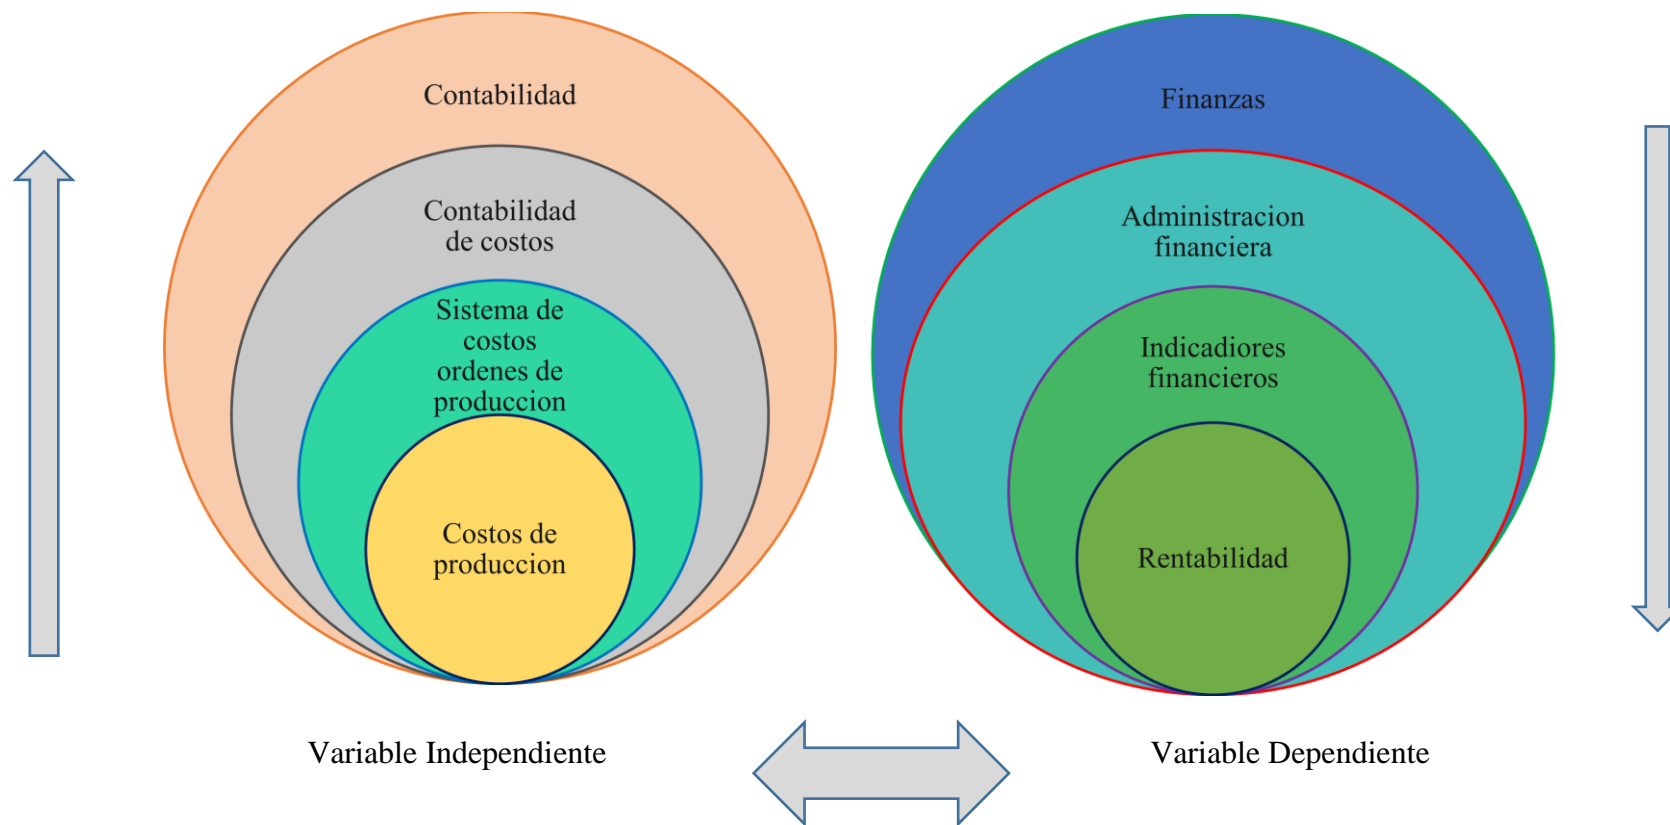 Contabilidad
Contabilidad
de costos
Sistema de
costos
ordenes de
produccion
Costos de
produccion
Finanzas
Administracion
financiera
Indicadiores
financieros
Rentabilidad
Variable Independiente
Variable Dependiente